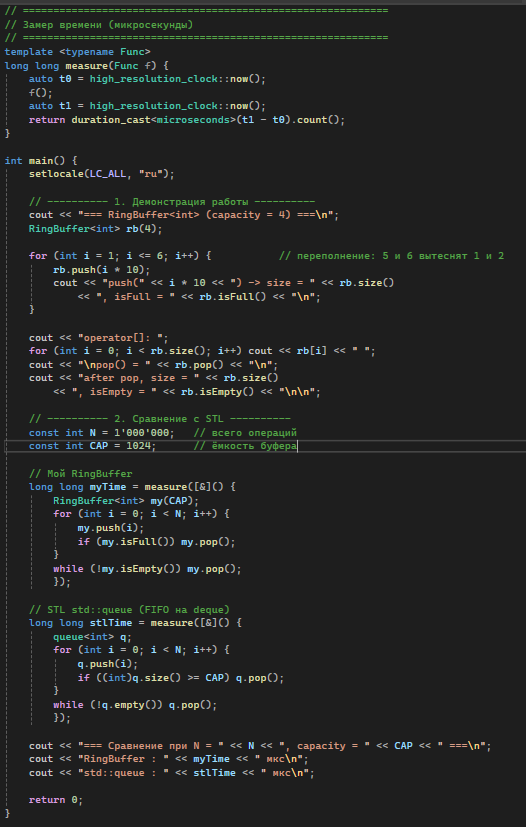 // ============================================================
// Замер времени (микросекунды)
// ============================================================
template <typename Func>
long long measure(Func f) {
    auto t0 = high_resolution_clock::now();
    f();
    auto t1 = high_resolution_clock::now();
    return duration_cast<microseconds>(t1 - t0).count();
}

int main() {
    setlocale(LC_ALL, "ru");

    // ---------- 1. Демонстрация работы ----------
    cout << "=== RingBuffer<int> (capacity = 4) ===\n";
    RingBuffer<int> rb(4);

    for (int i = 1; i <= 6; i++) {           // переполнение: 5 и 6 вытеснят 1 и 2
        rb.push(i * 10);
        cout << "push(" << i * 10 << ") -> size = " << rb.size()
            << ", isFull = " << rb.isFull() << "\n";
    }

    cout << "operator[]: ";
    for (int i = 0; i < rb.size(); i++) cout << rb[i] << " ";
    cout << "\npop() = " << rb.pop() << "\n";
    cout << "after pop, size = " << rb.size()
        << ", isEmpty = " << rb.isEmpty() << "\n\n";

    // ---------- 2. Сравнение с STL ----------
    const int N = 1'000'000;   // всего операций
    const int CAP = 1024;      // ёмкость буфера

    // Мой RingBuffer
    long long myTime = measure([&]() {
        RingBuffer<int> my(CAP);
        for (int i = 0; i < N; i++) {
            my.push(i);
            if (my.isFull()) my.pop();
        }
        while (!my.isEmpty()) my.pop();
        });

    // STL std::queue (FIFO на deque)
    long long stlTime = measure([&]() {
        queue<int> q;
        for (int i = 0; i < N; i++) {
            q.push(i);
            if ((int)q.size() >= CAP) q.pop();
        }
        while (!q.empty()) q.pop();
        });

    cout << "=== Сравнение при N = " << N << ", capacity = " << CAP << " ===\n";
    cout << "RingBuffer : " << myTime << " мкс\n";
    cout << "std::queue : " << stlTime << " мкс\n";

    return 0;
}